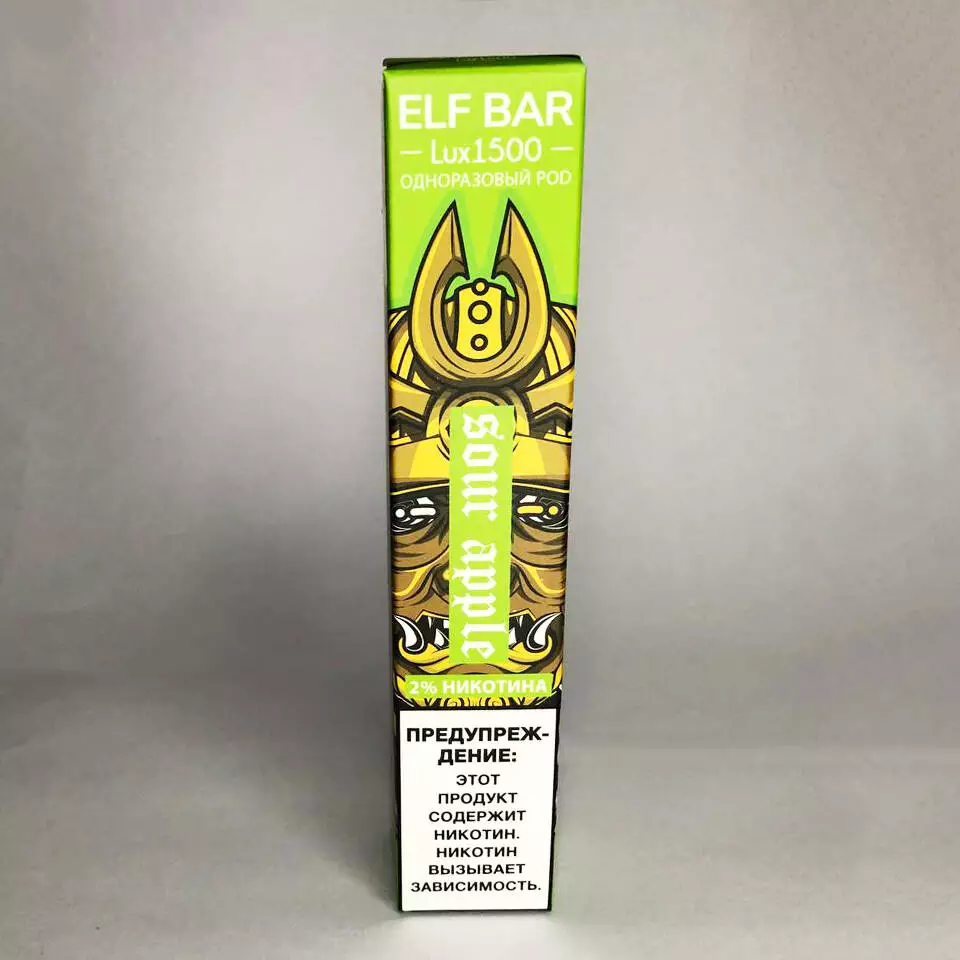 ELF BAR
Lux1500
ОДНОРАЗОВЫЙ POD
Sour apple
2% НИКОТИНА
ПРЕДУПРЕЖ-
ДЕНИЕ:
ЭТОТ
ПРОДУКТ
СОДЕРЖИТ
НИКОТИН.
НИКОТИН
ВЫЗЫВАЕТ
ЗАВИСИМОСТЬ.